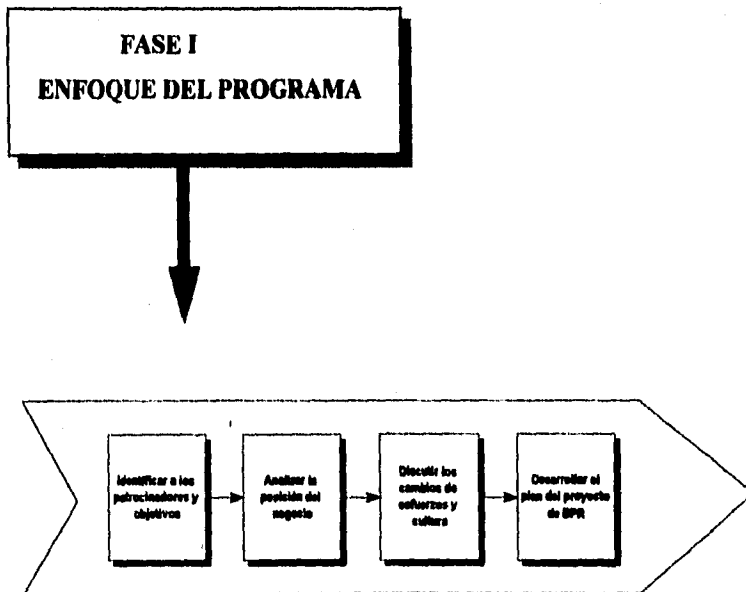 FASE I
ENFOQUE DEL PROGRAMA
Identificar a los
patrocinadores y
objetivos
Analizar la
posición del
negocio
Discutir los
cambios de
esfuerzos y
cultura
Desarrollar el
plan del proyecto
de BPR